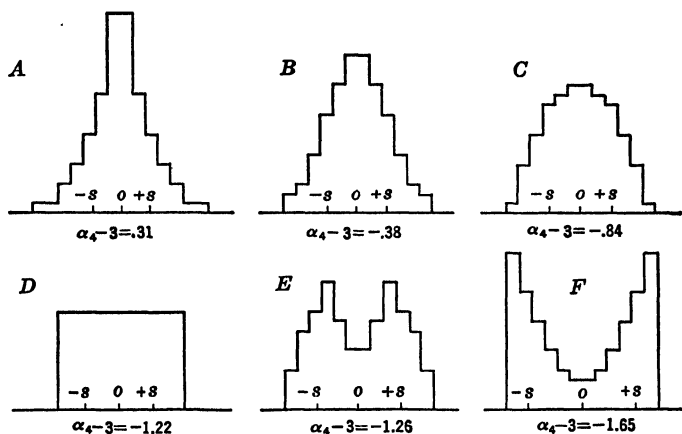 A
B
C
-s 0 +s
-s 0 +s
-s 0 +s
α₄-3=.31
α₄-3=-.38
α₄-3=-.84
D
E
F
-s 0 +s
-s 0 +s
-s 0 +s
α₄-3=-1.22
α₄-3=-1.26
α₄-3=-1.65